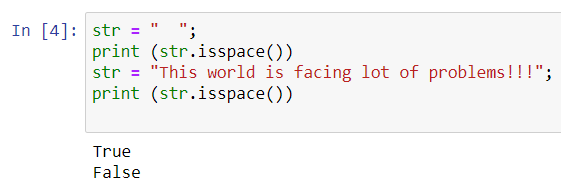 In [4]: str = "  ";
print (str.isspace())
str = "This world is facing lot of problems!!!";
print (str.isspace())
True
False